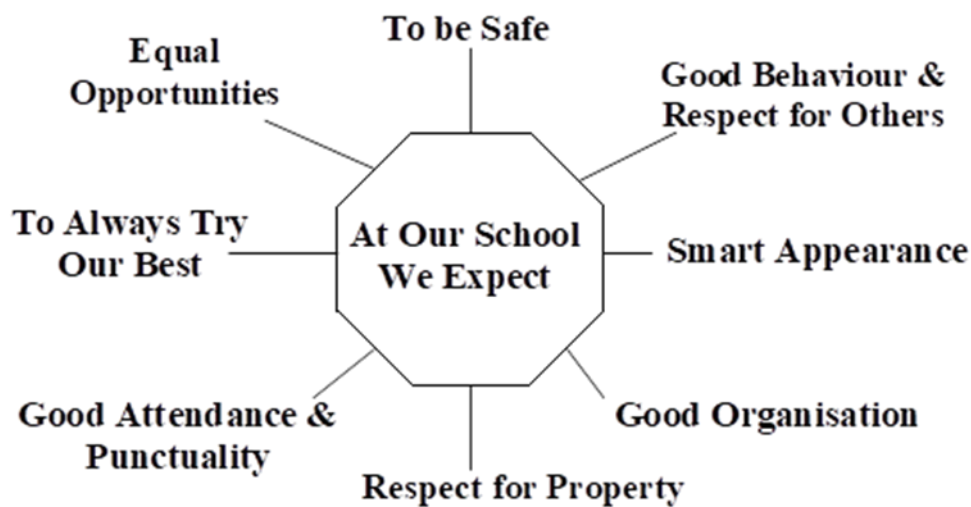 To be Safe
Equal
Opportunities
Good Behaviour &
Respect for Others
To Always Try
Our Best
At Our School
We Expect
Smart Appearance
Good Attendance &
Punctuality
Good Organisation
Respect for Property